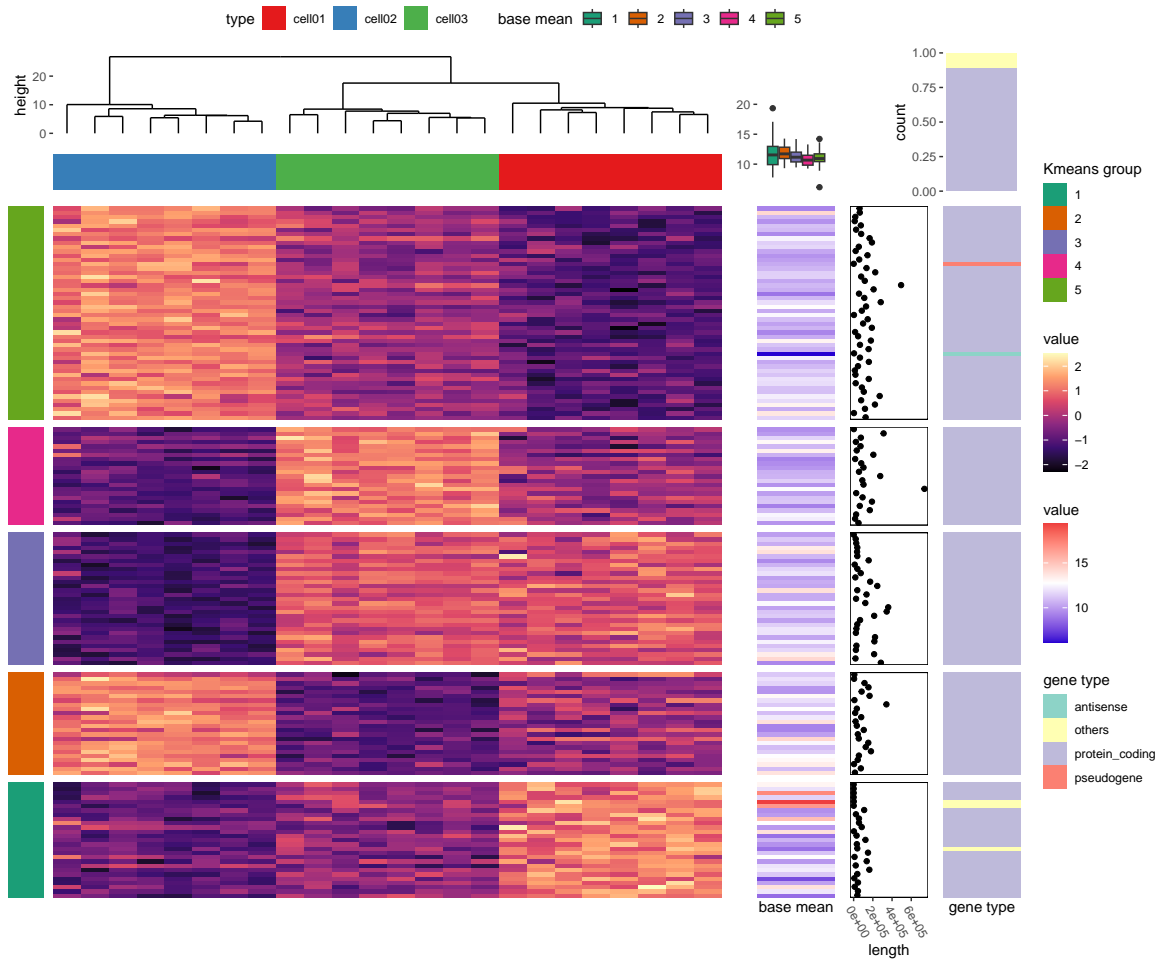 type cell01 cell02 cell03 base mean 1 2 3 4 5
height
20
10
0
20
15
10
count
1.00
0.75
0.50
0.25
0.00
Kmeans group
1
2
3
4
5
value
2
1
0
−1
−2
value
15
10
gene type
antisense
others
protein_coding
pseudogene
base mean
0e+00
2e+05
4e+05
6e+05
length
gene type